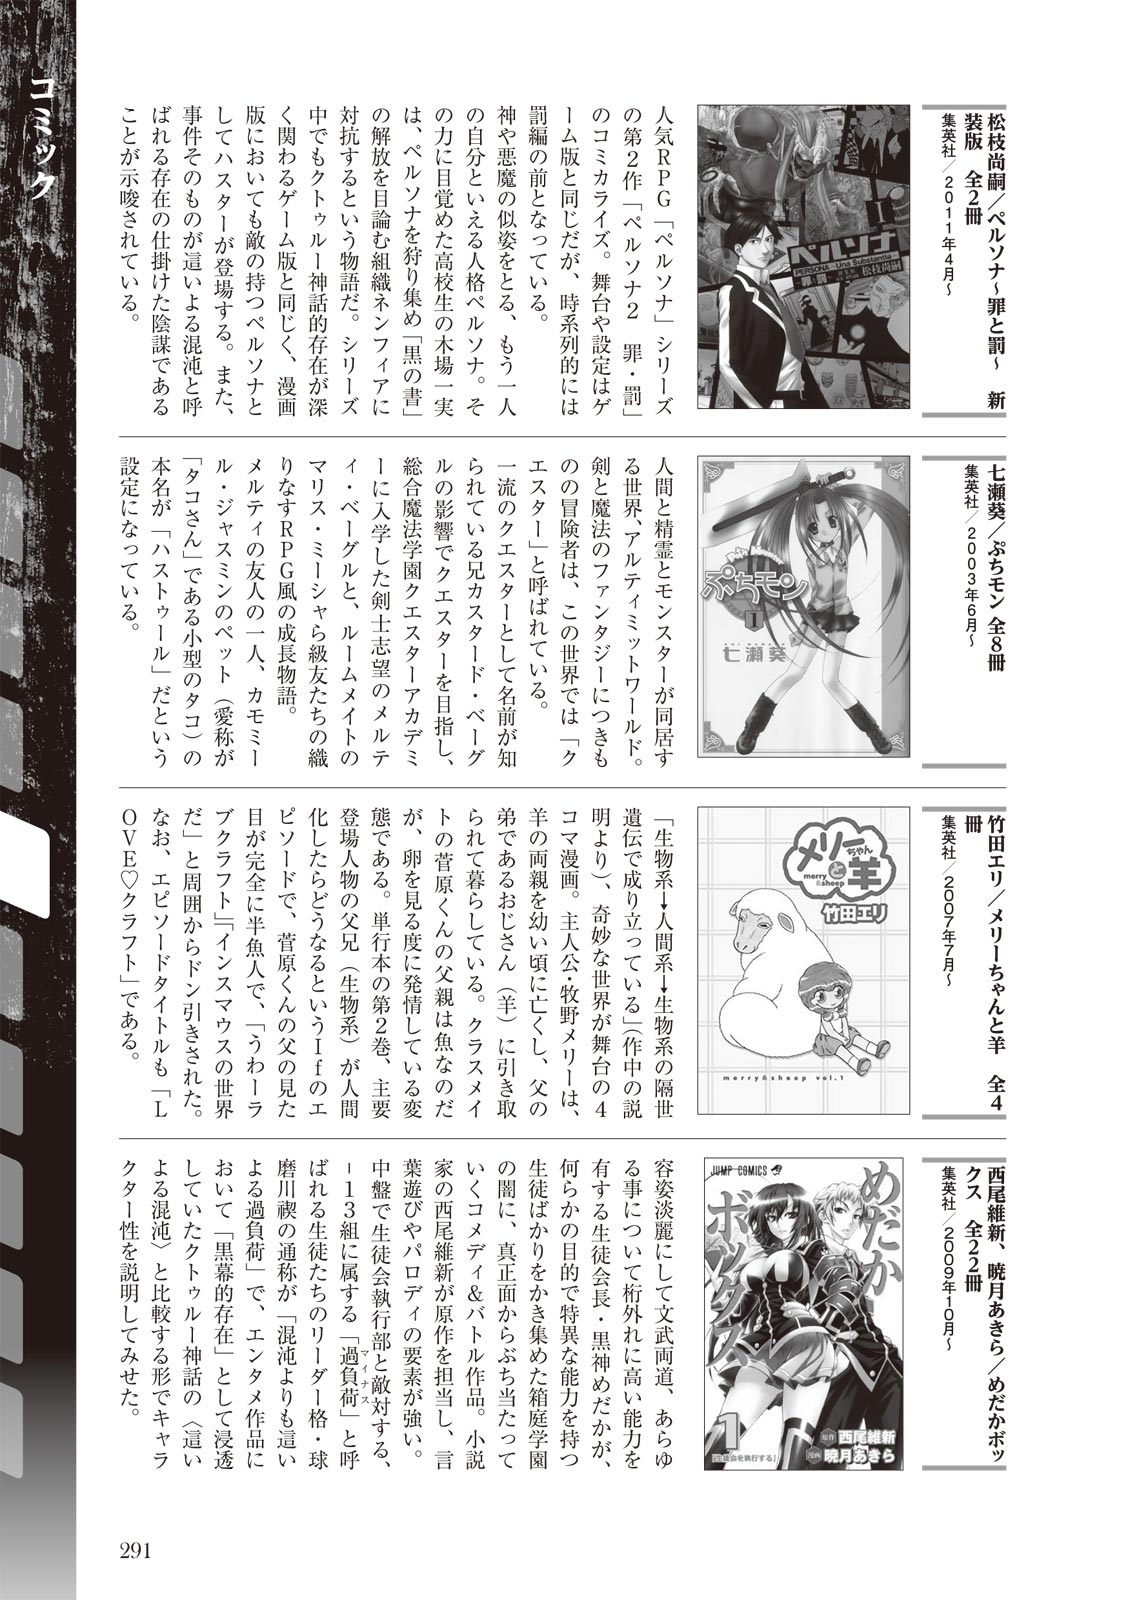 コミック
松枝尚嗣／ペルソナ～罪と罰～　新
装版　全２冊
集英社／２０１１年４月～
ペルソナ
PERSONA
Una Substantia
罪罰
松枝尚嗣
I
人気ＲＰＧ「ペルソナ」シリーズ
の第２作「ペルソナ２　罪・罰」
のコミカライズ。舞台や設定はゲ
ーム版と同じだが、時系列的には
罰編の前となっている。
神や悪魔の似姿をとる、もう一人
の自分といえる人格ペルソナ。そ
の力に目覚めた高校生の木場一実
は、ペルソナを狩り集め「黒の書」
の解放を目論む組織ネンフィアに
対抗するという物語だ。シリーズ
中でもクトゥルー神話的存在が深
く関わるゲーム版と同じく、漫画
版においても敵の持つペルソナと
してハスターが登場する。また、
事件そのものが這いよる混沌と呼
ばれる存在の仕掛けた陰謀である
ことが示唆されている。
七瀬葵／ぷちモン 全８冊
集英社／２００３年６月～
ぷちモン
I
七瀬葵
人間と精霊とモンスターが同居す
る世界、アルティミットワールド。
剣と魔法のファンタジーにつきも
のの冒険者は、この世界では「ク
エスター」と呼ばれている。
一流のクエスターとして名前が知
られている兄カスタード・ベーグ
ルの影響でクエスターを目指し、
総合魔法学園クエスターアカデミ
ーに入学した剣士志望のメルテ
ィ・ベーグルと、ルームメイトの
マリス・ミーシャら級友たちの織
りなすＲＰＧ風の成長物語。
メルティの友人の一人、カモミー
ル・ジャスミンのペット（愛称が
「タコさん」である小型のタコ）の
本名が「ハストゥール」だという
設定になっている。
竹田エリ／メリーちゃんと羊　全４
冊
集英社／２００７年７月～
メリーちゃんと羊
merry&sheep
竹田エリ
merry&sheep vol.1
「生物系→人間系→生物系の隔世
遺伝で成り立っている」（作中の説
明より）、奇妙な世界が舞台の４
コマ漫画。主人公・牧野メリーは、
羊の両親を幼い頃に亡くし、父の
弟であるおじさん（羊）に引き取
られて暮らしている。クラスメイ
トの菅原くんの父親は魚なのだ
が、卵を見る度に発情している変
態である。単行本の第２巻、主要
登場人物の父兄（生物系）が人間
化したらどうなるというＩｆのエ
ピソードで、菅原くんの父の見た
目が完全に半魚人で、「うわーラ
ブクラフト」「インスマウスの世界
だ」と周囲からドン引きされた。
なお、エピソードタイトルも「Ｌ
ＯＶＥ♡クラフト」である。
西尾維新、暁月あきら／めだかボッ
クス　全２２冊
集英社／２００９年１０月～
JUMP COMICS
めだかボックス
1
「生徒会を執行する」
原作
西尾維新
漫画
暁月あきら
容姿淡麗にして文武両道、あらゆ
る事について桁外れに高い能力を
有する生徒会長・黒神めだかが、
何らかの目的で特異な能力を持つ
生徒ばかりをかき集めた箱庭学園
の闇に、真正面からぶち当たって
いくコメディ＆バトル作品。小説
家の西尾維新が原作を担当し、言
葉遊びやパロディの要素が強い。
中盤で生徒会執行部と敵対する、
－１３組に属する「過負荷」と呼
マイナス
ばれる生徒たちのリーダー格・球
磨川禊の通称が「混沌よりも這い
よる過負荷」で、エンタメ作品に
おいて「黒幕的存在」として浸透
していたクトゥルー神話の〈這い
よる混沌〉と比較する形でキャラ
クター性を説明してみせた。
291